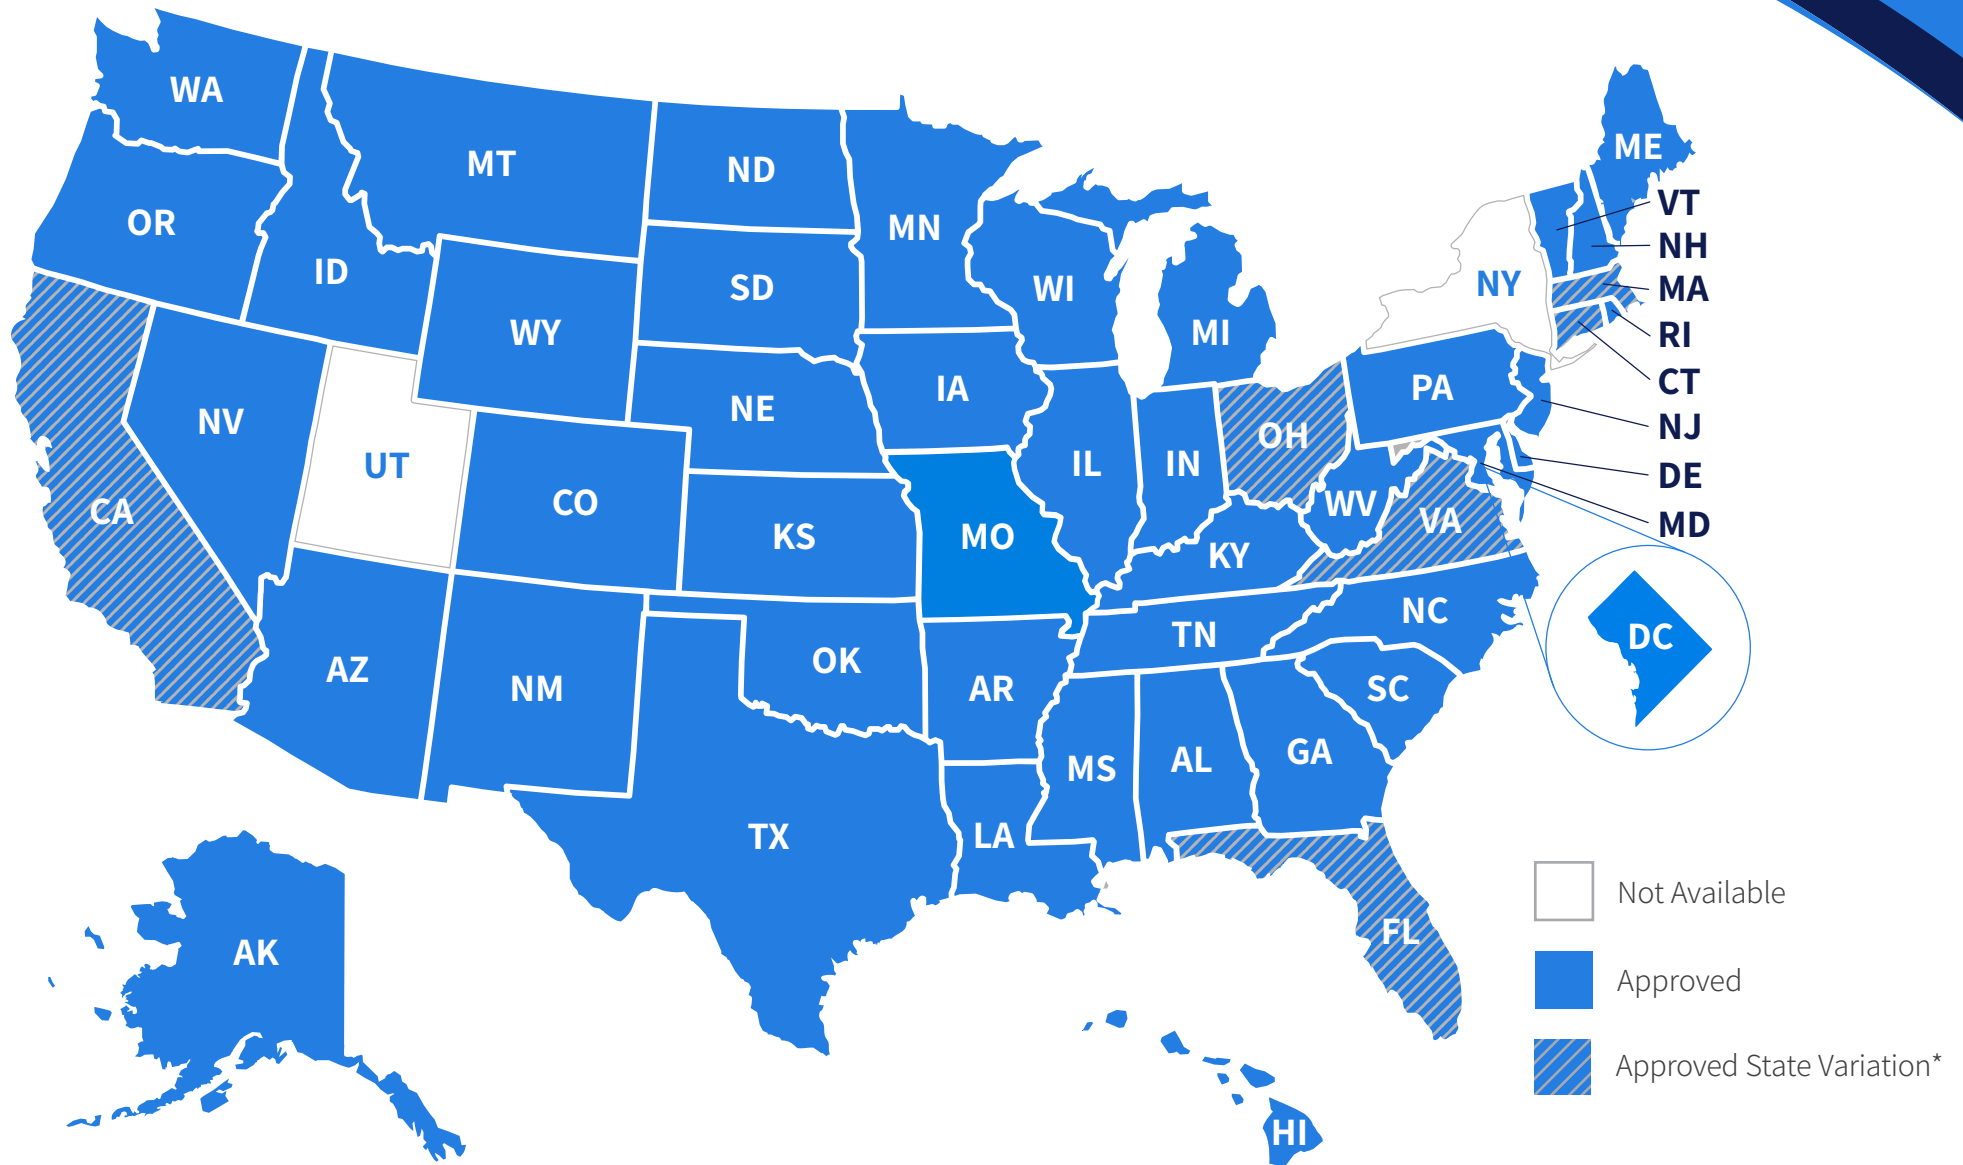 WA
MT
ND
ME
OR
MN
VT
ID
NH
SD
WI
NY
MA
WY
MI
RI
IA
PA
CT
NE
NV
NJ
OH
UT
IL
IN
DE
CO
WV
CA
VA
MD
KS
MO
KY
NC
TN
DC
OK
AZ
NM
AR
SC
GA
AL
MS
TX
LA
Not Available
FL
AK
Approved
Approved State Variation*
HI